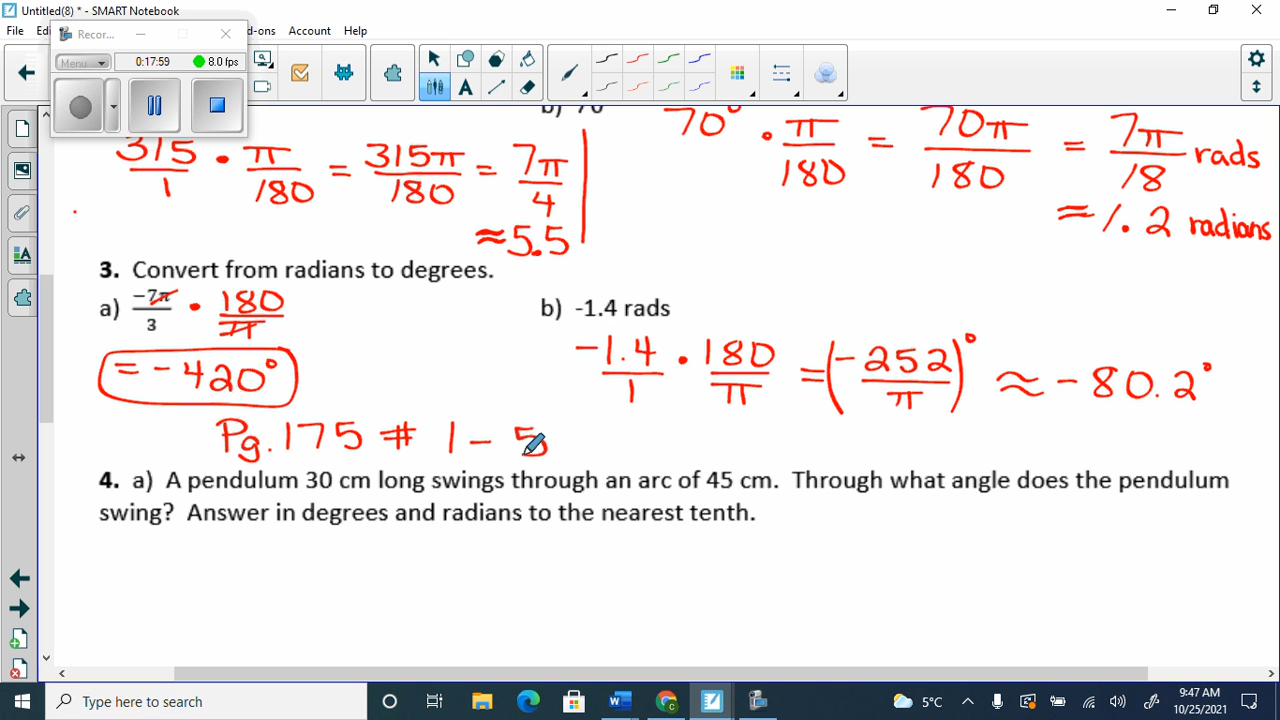 Untitled(8) * - SMART Notebook
File Ed d-ons Account Help
Recor...
Menu 0:17:59 8.0 fps
b) 70°
315/1 • π/180 = 315π/180 = 7π/4
≈ 5.5
70° • π/180 = 70π/180 = 7π/18 rads
≈ 1.2 radians
3. Convert from radians to degrees.
a) -7π/3 • 180/π
= -420°
b) -1.4 rads
-1.4/1 • 180/π = (-252/π)° ≈ -80.2°
Pg. 175 # 1 - 5
4. a) A pendulum 30 cm long swings through an arc of 45 cm. Through what angle does the pendulum
swing? Answer in degrees and radians to the nearest tenth.
Type here to search
5°C
9:47 AM
10/25/2021